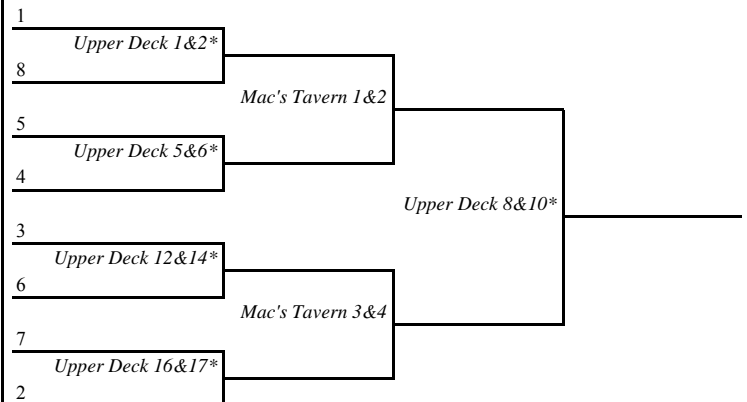 1
Upper Deck 1&2*
8
Mac's Tavern 1&2
5
Upper Deck 5&6*
4
Upper Deck 8&10*
3
Upper Deck 12&14*
6
Mac's Tavern 3&4
7
Upper Deck 16&17*
2